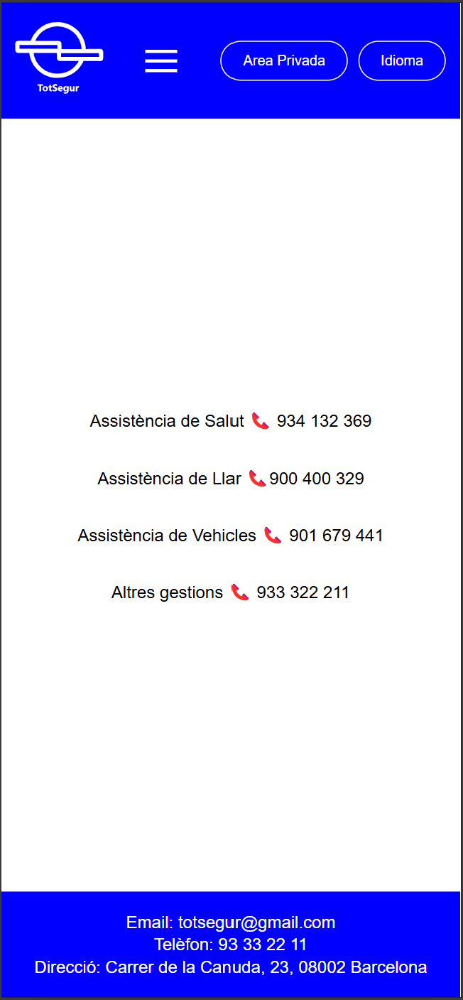 TotSegur
Area Privada
Idioma
Assistència de Salut 934 132 369
Assistència de Llar 900 400 329
Assistència de Vehicles 901 679 441
Altres gestions 933 322 211
Email: totsegur@gmail.com
Telèfon: 93 33 22 11
Direcció: Carrer de la Canuda, 23, 08002 Barcelona